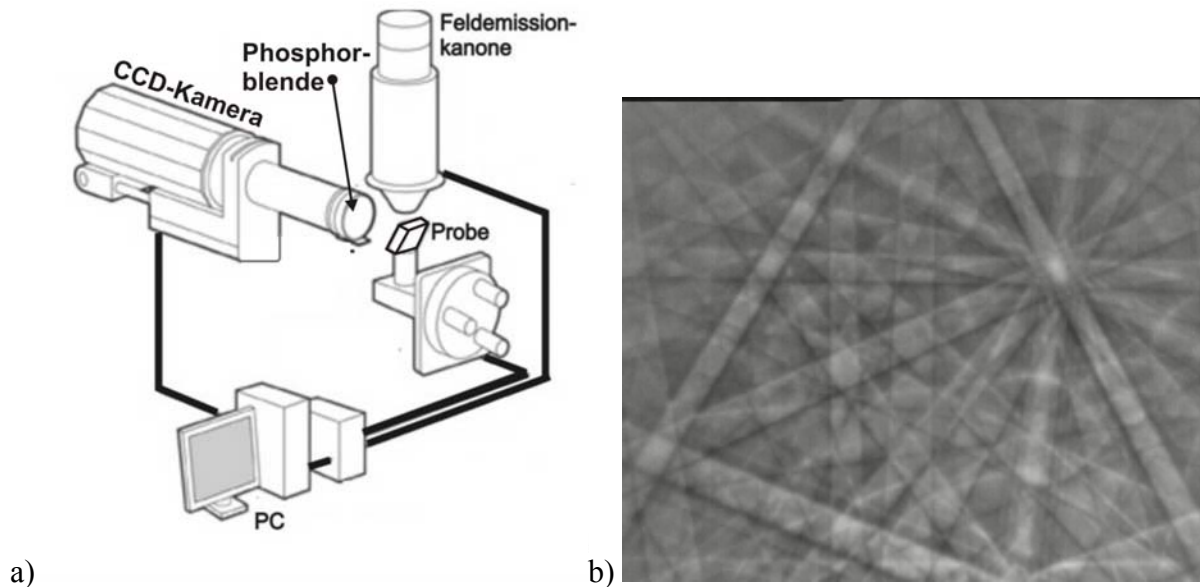 Feldemission-
kanone
Phosphor-
blende
CCD-Kamera
Probe
PC
a)
b)